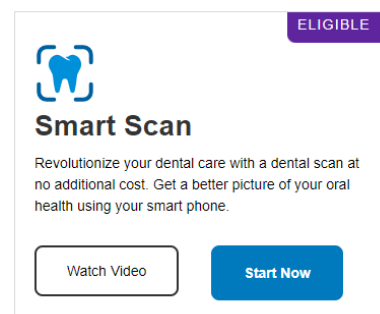 ELIGIBLE
Smart Scan
Revolutionize your dental care with a dental scan at
no additional cost. Get a better picture of your oral
health using your smart phone.
Watch Video
Start Now